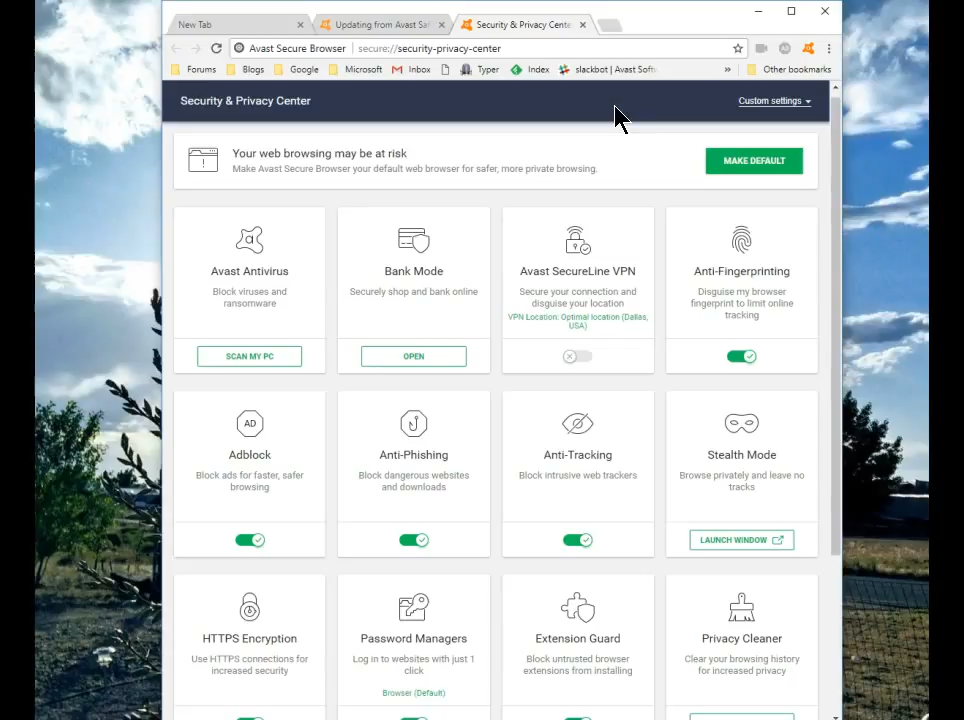 New Tab
Updating from Avast Sa
Security & Privacy Cente
Avast Secure Browser
secure://security-privacy-center
Forums
Blogs
Google
Microsoft
Inbox
Typer
Index
slackbot | Avast Soft
»
Other bookmarks
Security & Privacy Center
Custom settings
Your web browsing may be at risk
Make Avast Secure Browser your default web browser for safer, more private browsing.
MAKE DEFAULT
Avast Antivirus
Block viruses and
ransomware
SCAN MY PC
Bank Mode
Securely shop and bank online
OPEN
Avast SecureLine VPN
Secure your connection and
disguise your location
VPN Location: Optimal location (Dallas,
USA)
Anti-Fingerprinting
Disguise my browser
fingerprint to limit online
tracking
AD
Adblock
Block ads for faster, safer
browsing
Anti-Phishing
Block dangerous websites
and downloads
Anti-Tracking
Block intrusive web trackers
Stealth Mode
Browse privately and leave no
tracks
LAUNCH WINDOW
HTTPS Encryption
Use HTTPS connections for
increased security
Password Managers
Log in to websites with just 1
click
Browser (Default)
Extension Guard
Block untrusted browser
extensions from installing
Privacy Cleaner
Clear your browsing history
for increased privacy